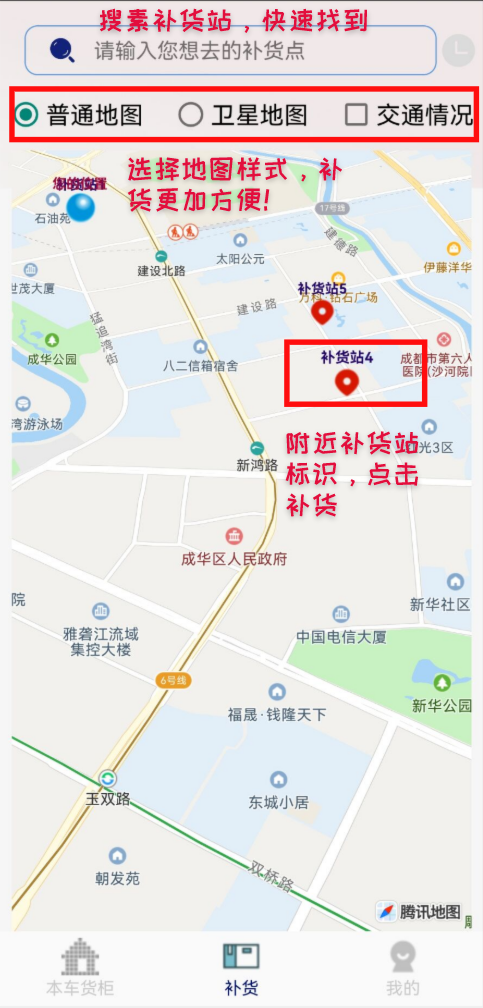 搜素补货站，快速找到
请输入您想去的补货点
普通地图
卫星地图
交通情况
选择地图样式，补
货更加方便!
补货站
石油苑
17号线
建德路
太阳公元
伊藤洋华
建设北路
世茂大厦
补货站5
万科·钻石广场
建设路
猛追湾街
成华公园
八二信箱宿舍
补货站4
成都市第六人
医院(沙河院
湾游泳场
附近补货站
标识，点击
补货
光3区
新鸿路
成华区人民政府
院
新华社区
雅砻江流域
集控大楼
中国电信大厦
6号线
新华公园
福晟·钱隆天下
玉双路
东城小居
双桥路
朝发苑
腾讯地图
本车货柜
补货
我的